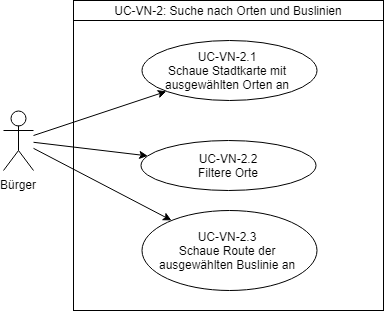 UC-VN-2: Suche nach Orten und Buslinien
UC-VN-2.1
Schaue Stadtkarte mit
ausgewählten Orten an
UC-VN-2.2
Filtere Orte
Bürger
UC-VN-2.3
Schaue Route der
ausgewählten Buslinie an